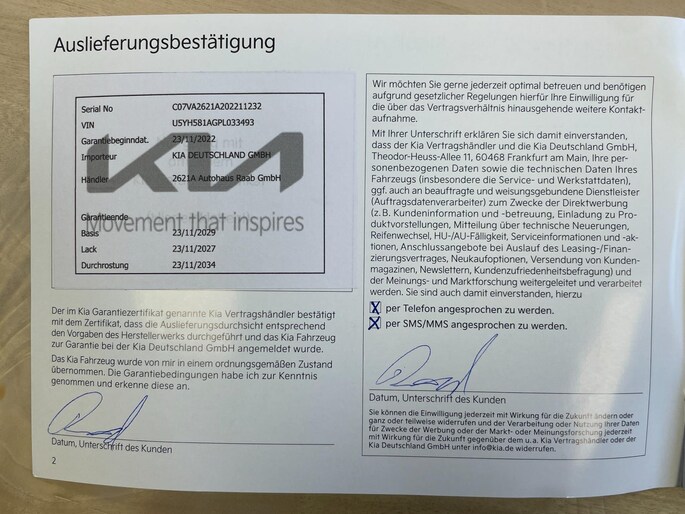 Auslieferungsbestätigung
Serial No C07VA2621A202211232
VIN U5YH581AGPL033493
Garantiebeginndat. 23/11/2022
Importeur KIA DEUTSCHLAND GMBH
KIA
Händler 2621A Autohaus Raab GmbH
Garantieende
Movement that inspires
Basis 23/11/2029
Lack 23/11/2027
Durchrostung 23/11/2034
Der im Kia Garantiezertifikat genannte Kia Vertragshändler bestätigt
mit dem Zertifikat, dass die Auslieferungsdurchsicht entsprechend
den Vorgaben des Herstellerwerks durchgeführt und das Kia Fahrzeug
zur Garantie bei der Kia Deutschland GmbH angemeldet wurde.
Das Kia Fahrzeug wurde von mir in einem ordnungsgemäßen Zustand
übernommen. Die Garantiebedingungen habe ich zur Kenntnis
genommen und erkenne diese an.
Datum, Unterschrift des Kunden
2
Wir möchten Sie gerne jederzeit optimal betreuen und benötigen
aufgrund gesetzlicher Regelungen hierfür Ihre Einwilligung für
die über das Vertragsverhältnis hinausgehende weitere Kontakt-
aufnahme.
Mit Ihrer Unterschrift erklären Sie sich damit einverstanden,
dass der Kia Vertragshändler und die Kia Deutschland GmbH,
Theodor-Heuss-Allee 11, 60468 Frankfurt am Main, Ihre per-
sonenbezogenen Daten sowie die technischen Daten Ihres
Fahrzeugs (insbesondere die Service- und Werkstattdaten),
ggf. auch an beauftragte und weisungsgebundene Dienstleister
(Auftragsdatenverarbeiter) zum Zwecke der Direktwerbung
(z. B. Kundeninformation und -betreuung, Einladung zu Pro-
duktvorstellungen, Mitteilung über technische Neuerungen,
Reifenwechsel, HU-/AU-Fälligkeit, Serviceinformationen und -ak-
tionen, Anschlussangebote bei Auslauf des Leasing-/Finan-
zierungsvertrages, Neukaufoptionen, Versendung von Kunden-
magazinen, Newslettern, Kundenzufriedenheitsbefragung) und
der Meinungs- und Marktforschung weitergeleitet und verarbeitet
werden. Sie sind auch damit einverstanden, hierzu
X per Telefon angesprochen zu werden.
X per SMS/MMS angesprochen zu werden.
Datum, Unterschrift des Kunden
Sie können die Einwilligung jederzeit mit Wirkung für die Zukunft ändern oder
ganz oder teilweise widerrufen und der Verarbeitung oder Nutzung Ihrer Daten
für Zwecke der Werbung oder der Markt- oder Meinungsforschung jederzeit
mit Wirkung für die Zukunft gegenüber dem u. a. Kia Vertragshändler oder der
Kia Deutschland GmbH unter info@kia.de widerrufen.